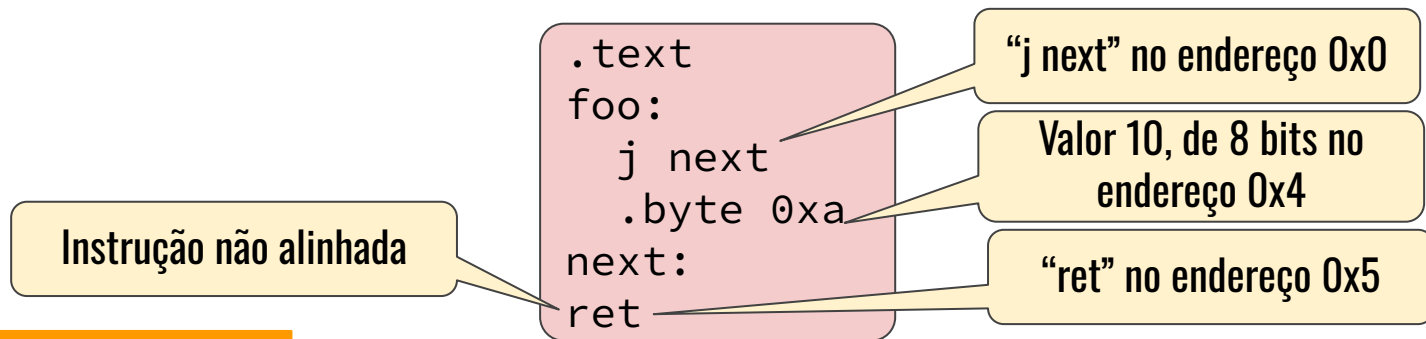 .text
foo:
j next
.byte 0xa
next:
ret
“j next” no endereço 0x0
Valor 10, de 8 bits no
endereço 0x4
“ret” no endereço 0x5
Instrução não alinhada